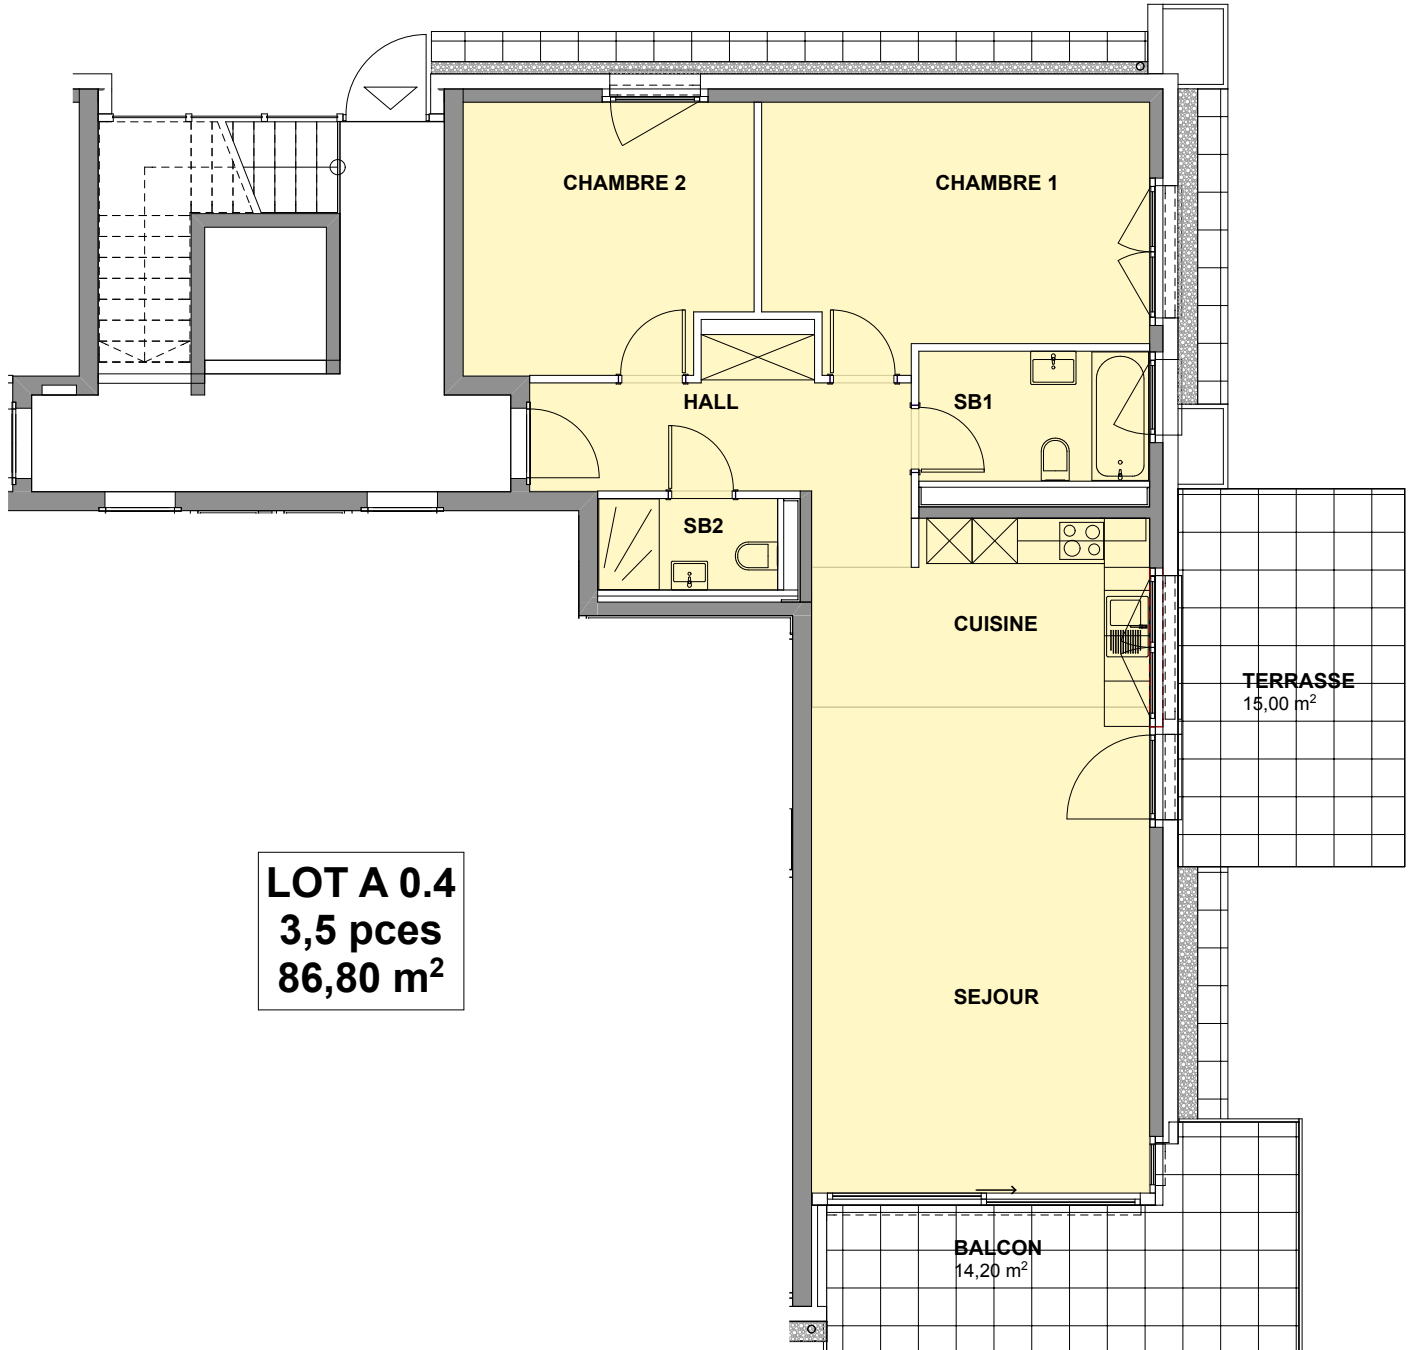 CHAMBRE 2
CHAMBRE 1
HALL
SB1
SB2
CUISINE
TERRASSE
15,00 m²
LOT A 0.4
3,5 pces
86,80 m²
SEJOUR
BALCON
14,20 m²